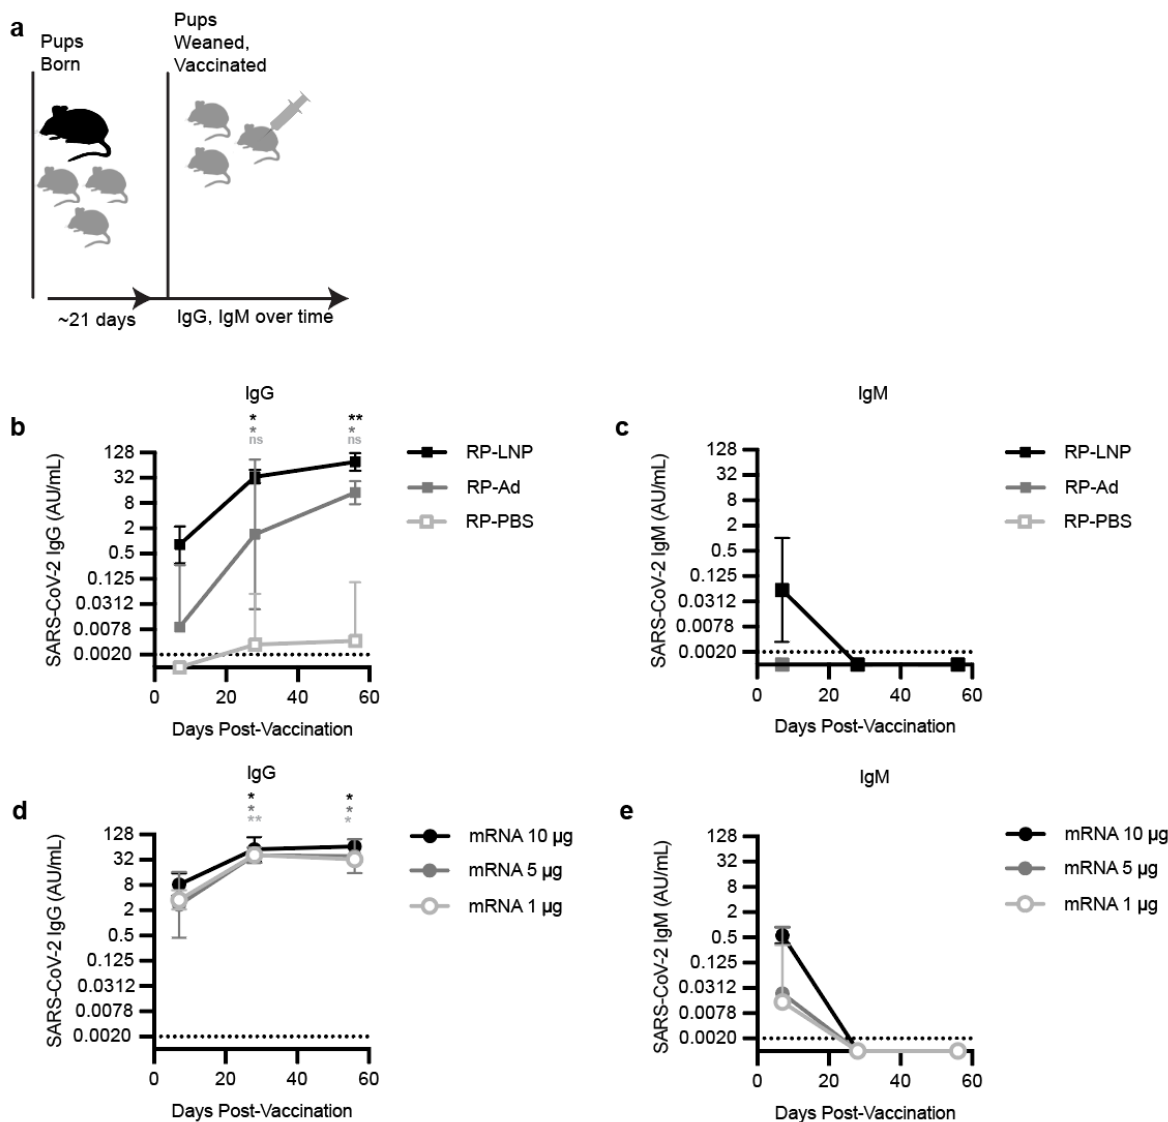 a
Pups
Born
Pups
Weaned,
Vaccinated
~21 days
IgG, IgM over time
b
IgG
SARS-CoV-2 IgG (AU/mL)
128
32
8
2
0.5
0.125
0.0312
0.0078
0.0020
*
*
ns
**
*
ns
0
20
40
60
Days Post-Vaccination
RP-LNP
RP-Ad
RP-PBS
c
IgM
SARS-CoV-2 IgM (AU/mL)
128
32
8
2
0.5
0.125
0.0312
0.0078
0.0020
0
20
40
60
Days Post-Vaccination
RP-LNP
RP-Ad
RP-PBS
d
IgG
SARS-CoV-2 IgG (AU/mL)
128
32
8
2
0.5
0.125
0.0312
0.0078
0.0020
*
*
**
*
*
*
0
20
40
60
Days Post-Vaccination
mRNA 10 µg
mRNA 5 µg
mRNA 1 µg
e
IgM
SARS-CoV-2 IgM (AU/mL)
128
32
8
2
0.5
0.125
0.0312
0.0078
0.0020
0
20
40
60
Days Post-Vaccination
mRNA 10 µg
mRNA 5 µg
mRNA 1 µg